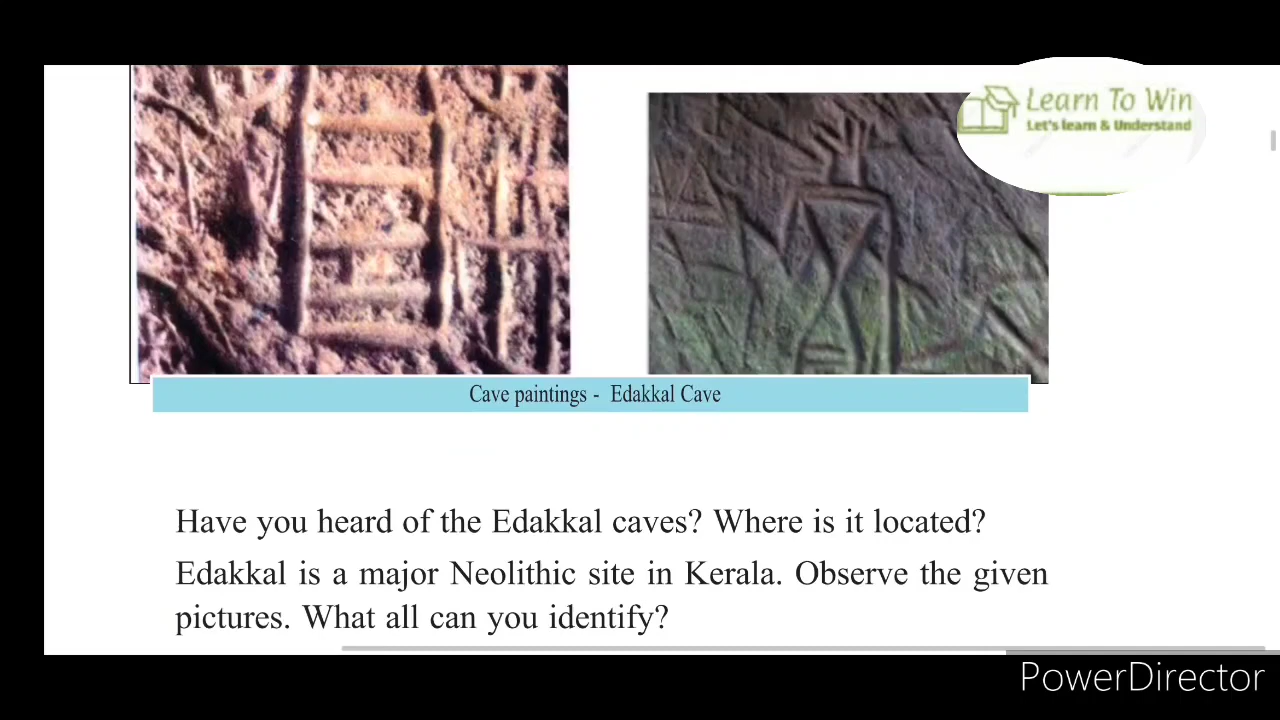 Learn To Win
Let's learn & Understand
Cave paintings - Edakkal Cave
Have you heard of the Edakkal caves? Where is it located?
Edakkal is a major Neolithic site in Kerala. Observe the given
pictures. What all can you identify?
PowerDirector